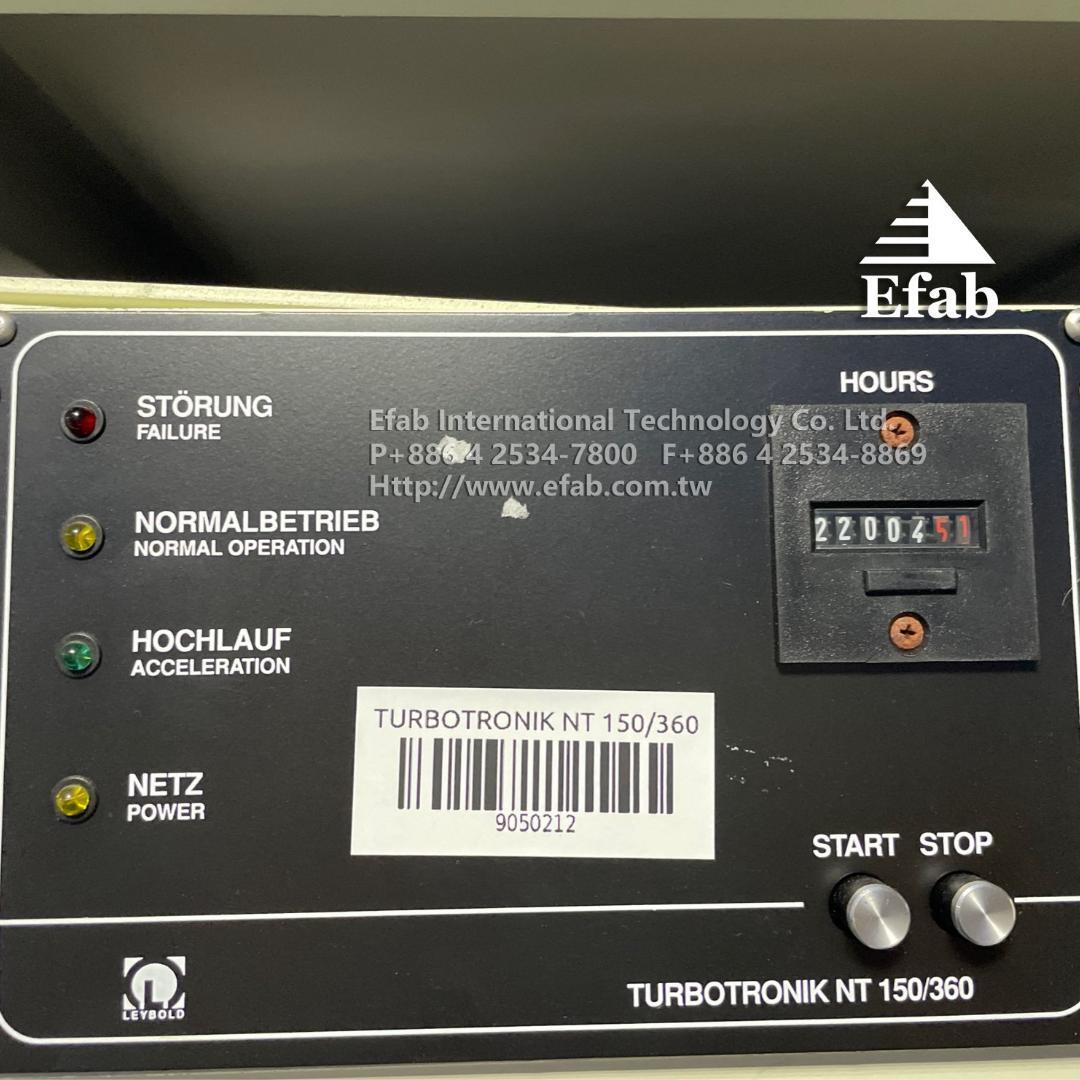 Efab
HOURS
STÖRUNG
FAILURE
Efab International Technology Co. Ltd.
P+886 4 2534-7800 F+886 4 2534-8869
Http://www.efab.com.tw
2200451
NORMALBETRIEB
NORMAL OPERATION
HOCHLAUF
ACCELERATION
TURBOTRONIK NT 150/360
9050212
NETZ
POWER
START STOP
L
LEYBOLD
TURBOTRONIK NT 150/360